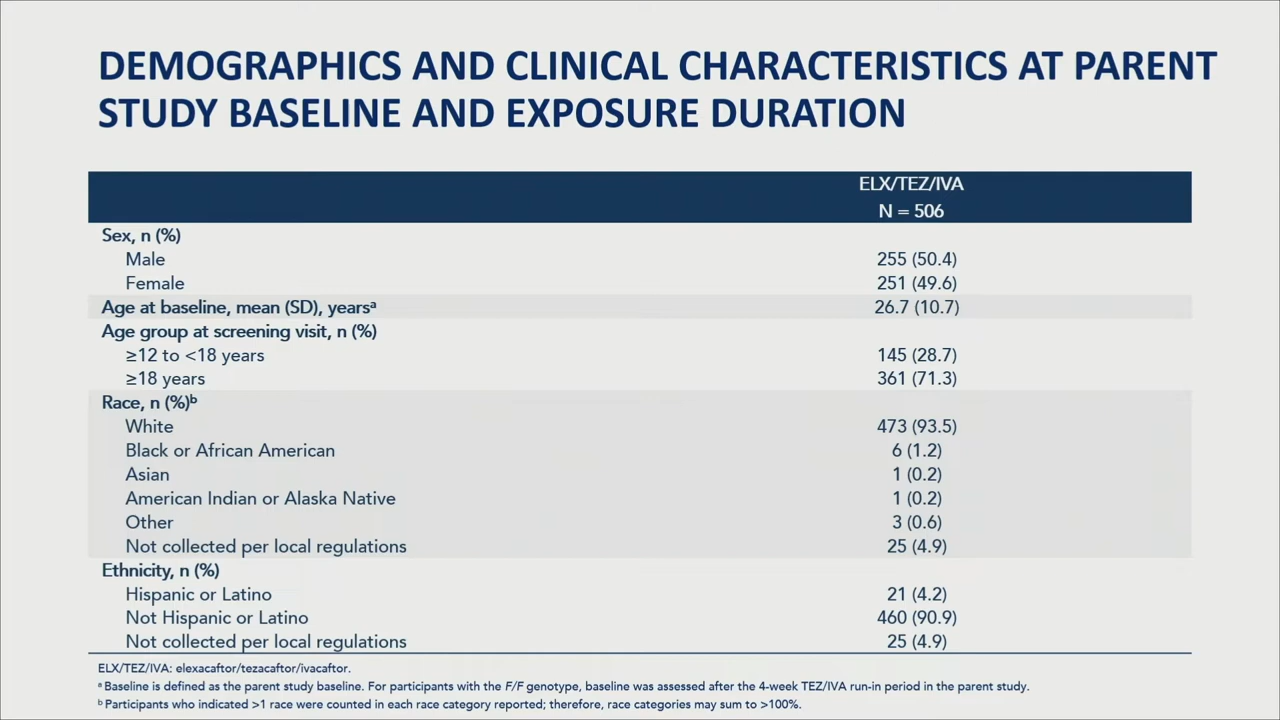 DEMOGRAPHICS AND CLINICAL CHARACTERISTICS AT PARENT
STUDY BASELINE AND EXPOSURE DURATION
ELX/TEZ/IVA
N = 506
Sex, n (%)
Male 255 (50.4)
Female 251 (49.6)
Age at baseline, mean (SD), yearsᵃ 26.7 (10.7)
Age group at screening visit, n (%)
≥12 to <18 years 145 (28.7)
≥18 years 361 (71.3)
Race, n (%)ᵇ
White 473 (93.5)
Black or African American 6 (1.2)
Asian 1 (0.2)
American Indian or Alaska Native 1 (0.2)
Other 3 (0.6)
Not collected per local regulations 25 (4.9)
Ethnicity, n (%)
Hispanic or Latino 21 (4.2)
Not Hispanic or Latino 460 (90.9)
Not collected per local regulations 25 (4.9)
ELX/TEZ/IVA: elexacaftor/tezacaftor/ivacaftor.
ᵃ Baseline is defined as the parent study baseline. For participants with the F/F genotype, baseline was assessed after the 4-week TEZ/IVA run-in period in the parent study.
ᵇ Participants who indicated >1 race were counted in each race category reported; therefore, race categories may sum to >100%.